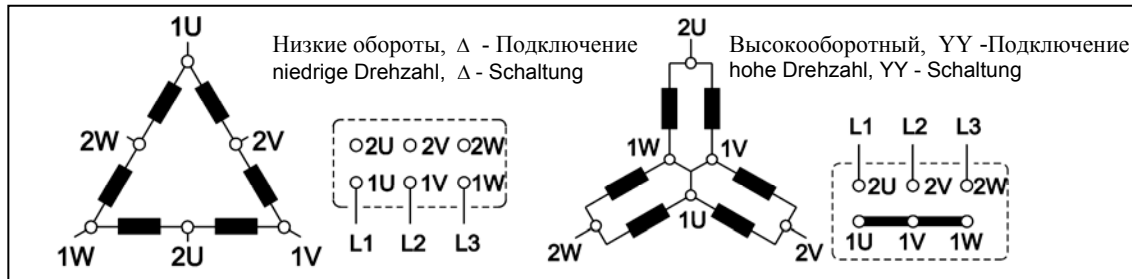 1U
Низкие обороты, Δ - Подключение
niedrige Drehzahl, Δ - Schaltung
2W
2V
1W
2U
1V
2U 2V 2W
1U 1V 1W
L1 L2 L3
2U
Высокооборотный, YY -Подключение
hohe Drehzahl, YY - Schaltung
1W
1V
1U
2W
2V
L1 L2 L3
2U 2V 2W
1U 1V 1W